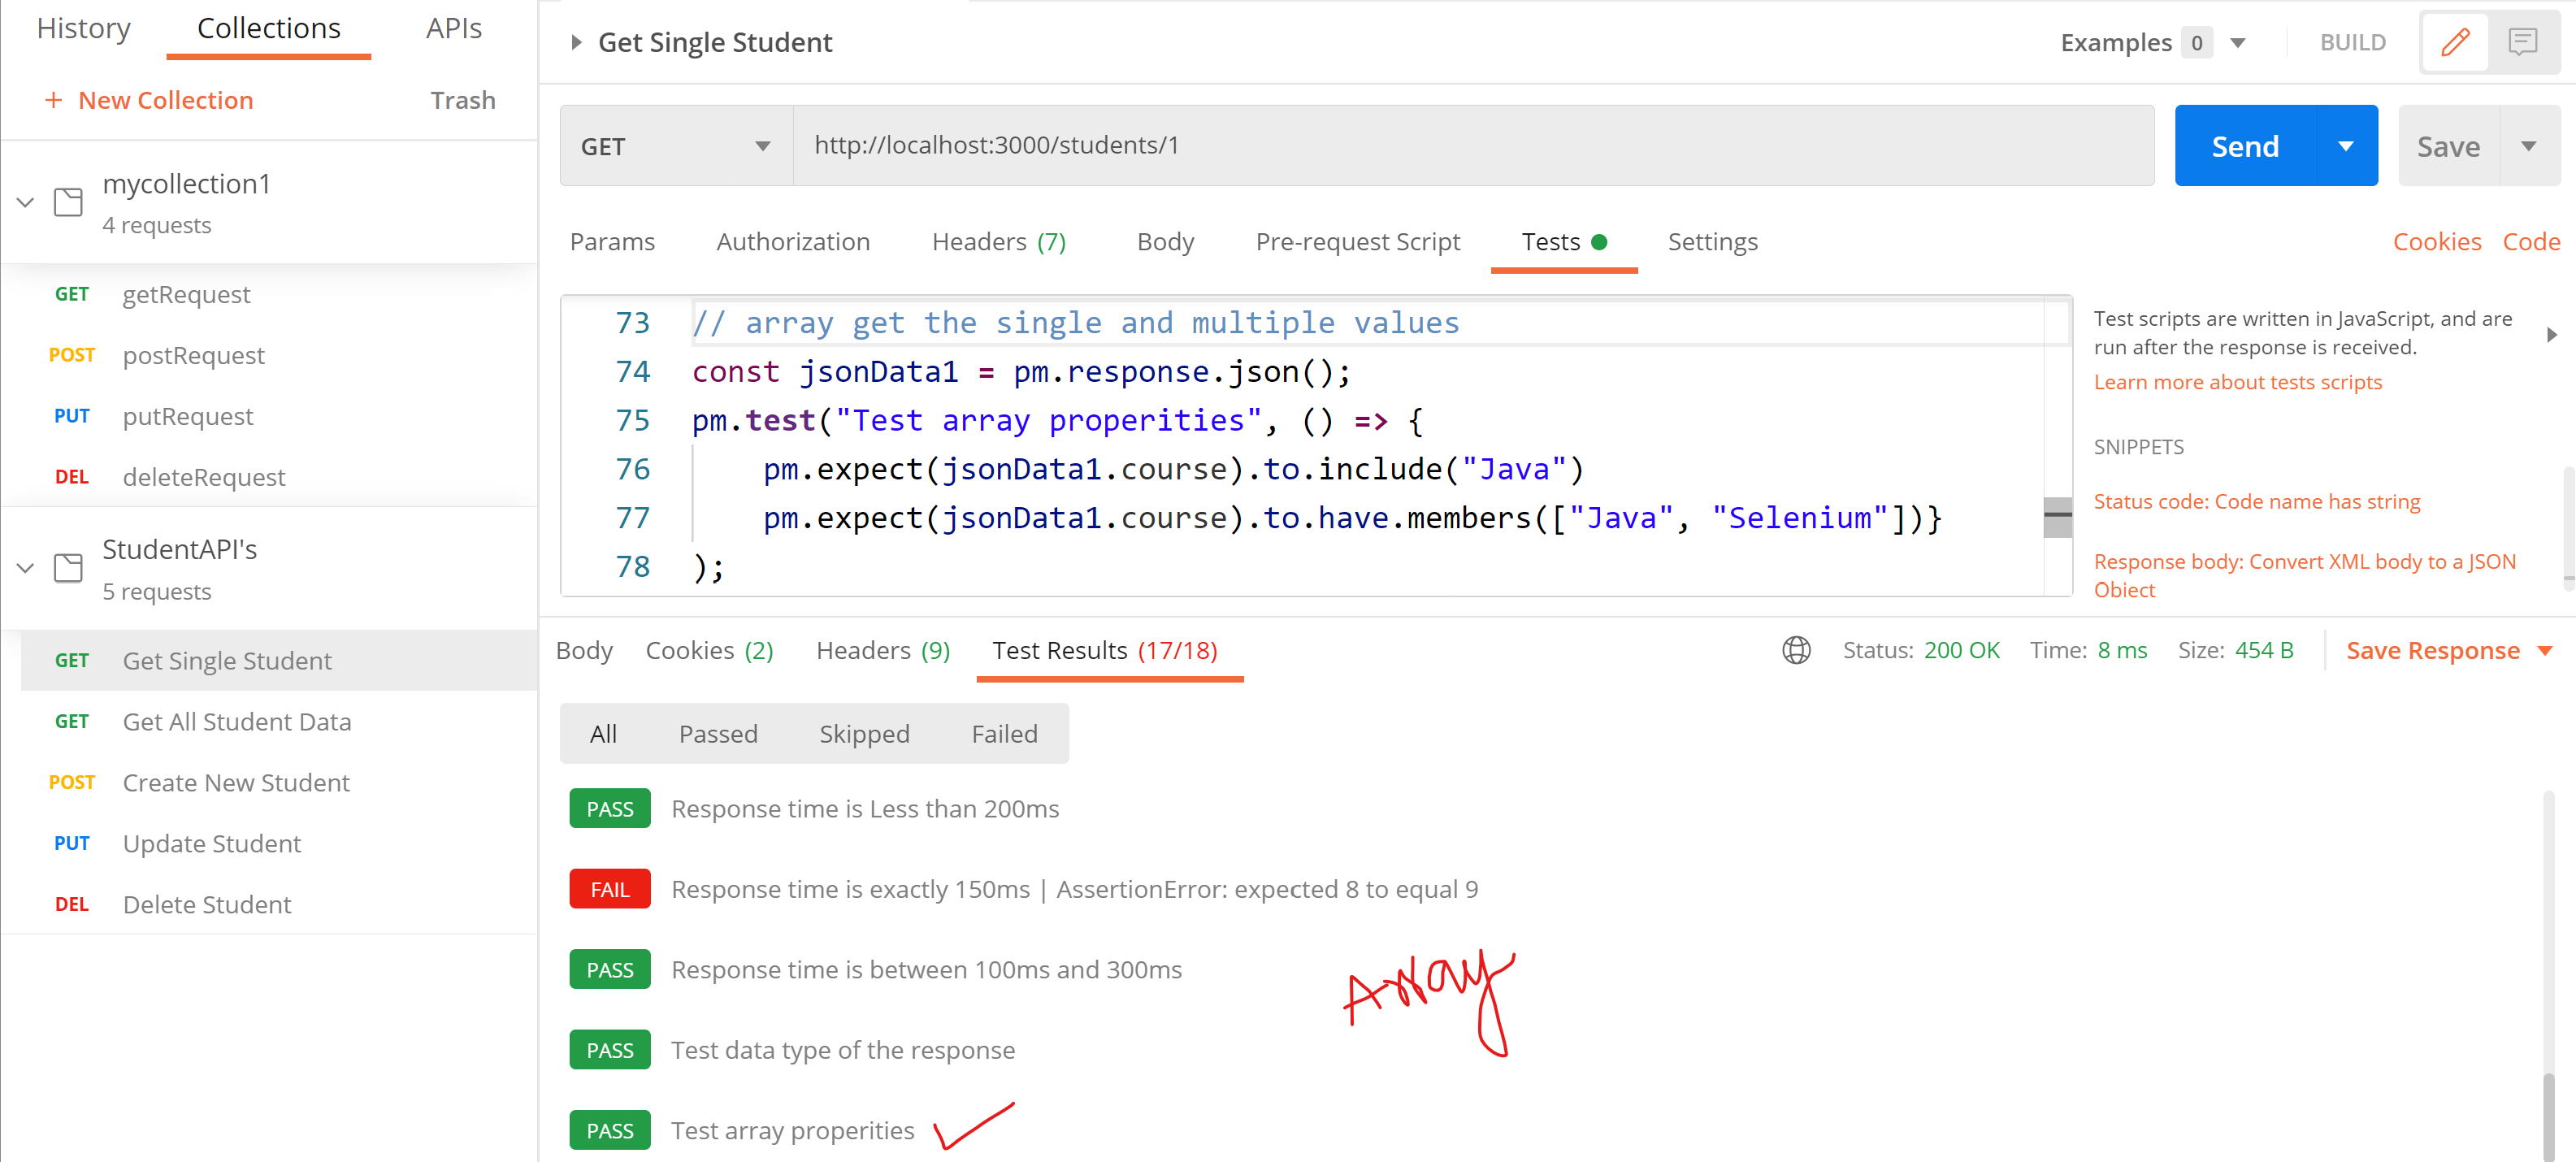 History Collections APIs
+ New Collection Trash
mycollection1
4 requests
GET getRequest
POST postRequest
PUT putRequest
DEL deleteRequest
StudentAPI's
5 requests
GET Get Single Student
GET Get All Student Data
POST Create New Student
PUT Update Student
DEL Delete Student
Get Single Student
Examples 0 BUILD
GET http://localhost:3000/students/1 Send Save
Params Authorization Headers (7) Body Pre-request Script Tests Settings Cookies Code
73 // array get the single and multiple values
74 const jsonData1 = pm.response.json();
75 pm.test("Test array properities", () => {
76 pm.expect(jsonData1.course).to.include("Java")
77 pm.expect(jsonData1.course).to.have.members(["Java", "Selenium"])}
78 );
Test scripts are written in JavaScript, and are
run after the response is received.
Learn more about tests scripts
SNIPPETS
Status code: Code name has string
Response body: Convert XML body to a JSON
Object
Body Cookies (2) Headers (9) Test Results (17/18) Status: 200 OK Time: 8 ms Size: 454 B Save Response
All Passed Skipped Failed
PASS Response time is Less than 200ms
FAIL Response time is exactly 150ms | AssertionError: expected 8 to equal 9
PASS Response time is between 100ms and 300ms
Array
PASS Test data type of the response
PASS Test array properities